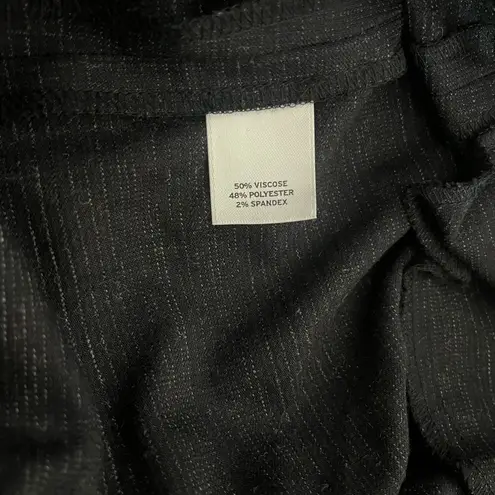 50% VISCOSE
48% POLYESTER
2% SPANDEX